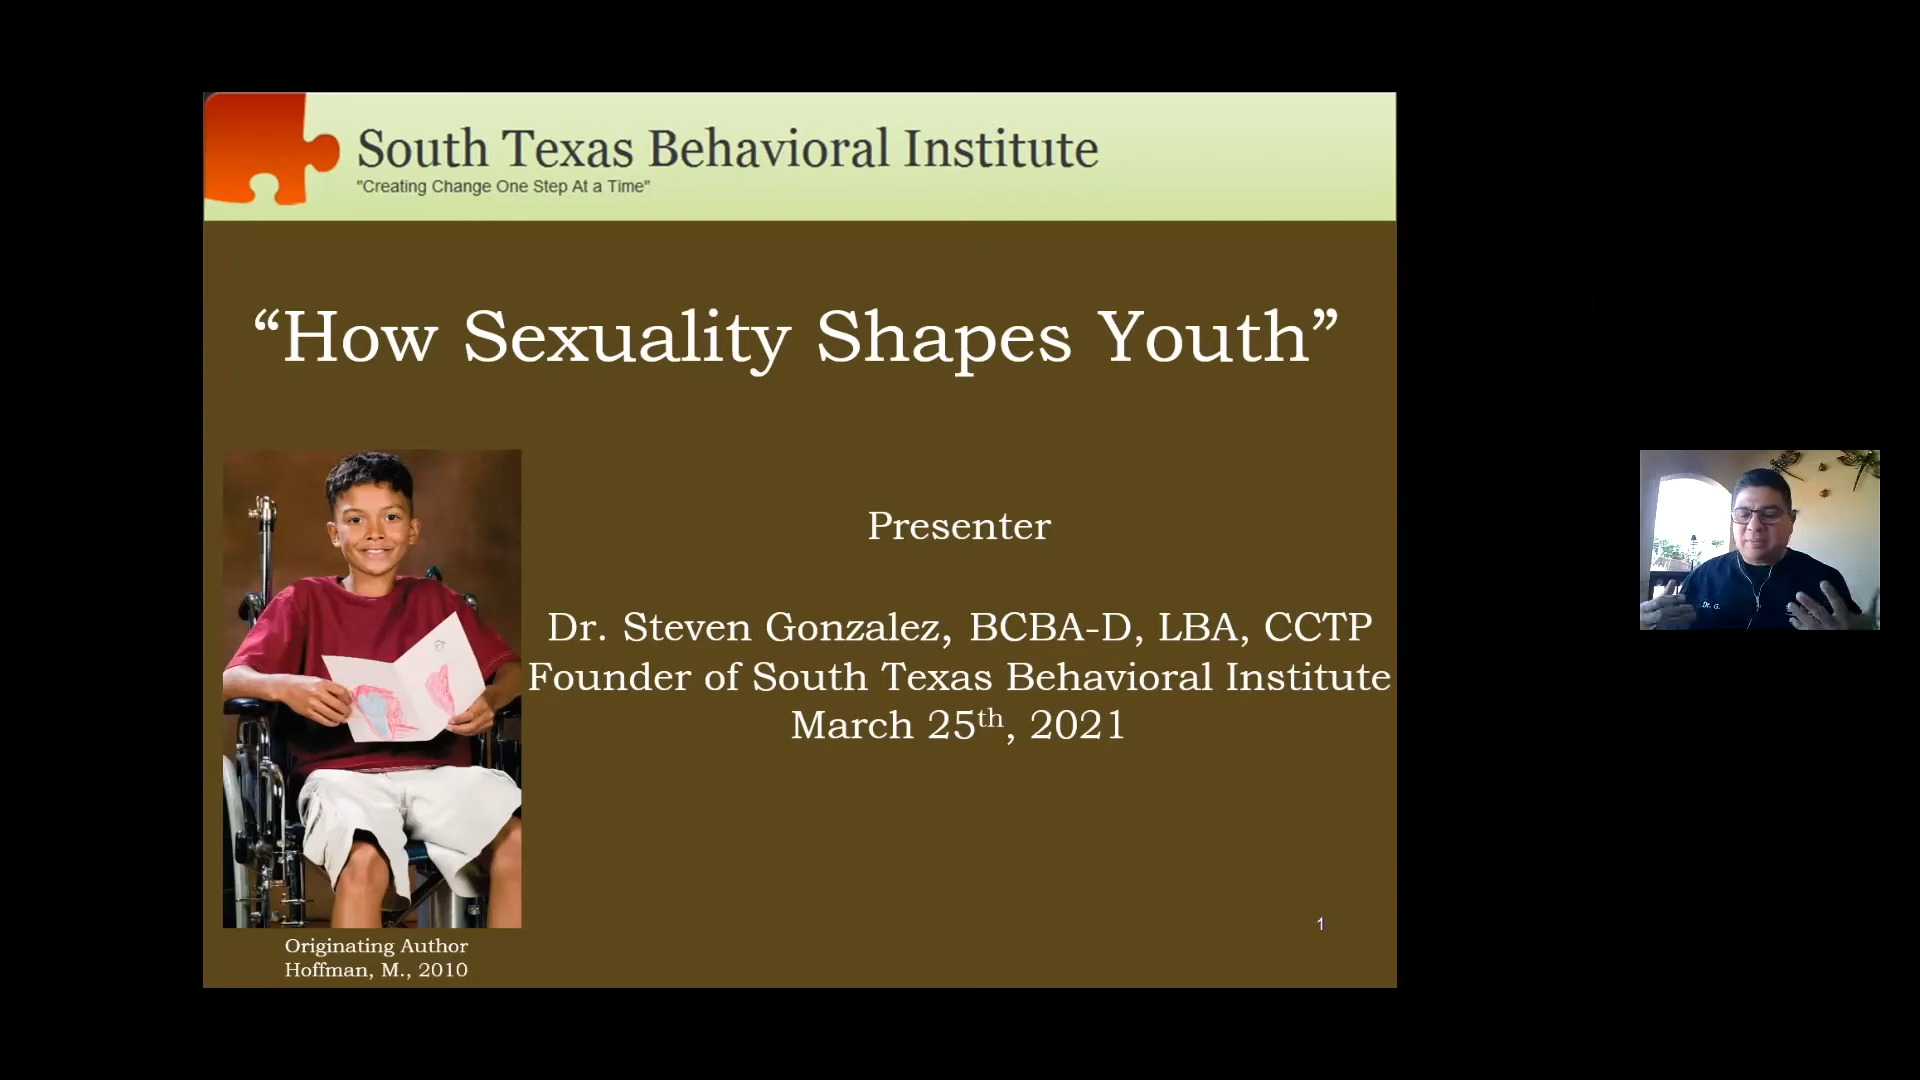 South Texas Behavioral Institute
"Creating Change One Step At a Time"
“How Sexuality Shapes Youth”
Presenter
Dr. Steven Gonzalez, BCBA-D, LBA, CCTP
Founder of South Texas Behavioral Institute
March 25th, 2021
1
Originating Author
Hoffman, M., 2010
Dr. G.